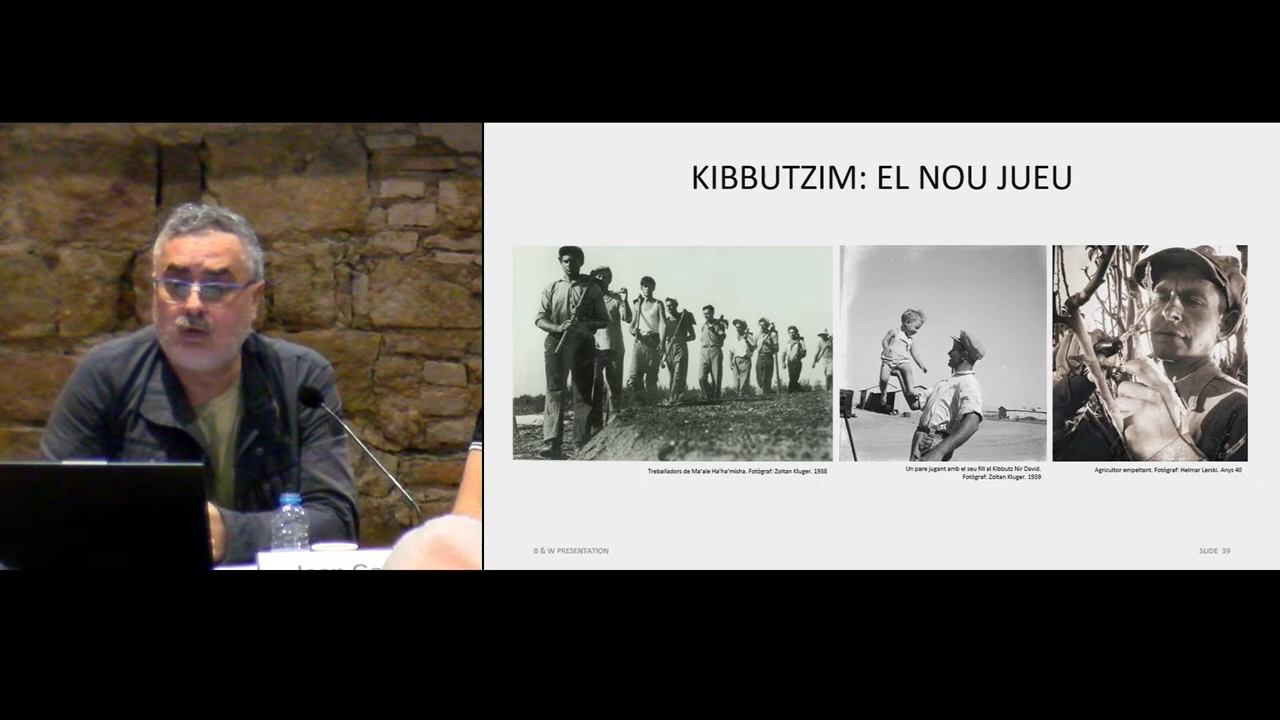 KIBBUTZIM: EL NOU JUEU
Treballadors de Ma'ale Ha'ha'misha. Fotògraf: Zoltan Kluger. 1938
Un pare jugant amb el seu fill al Kibbutz Nir David.
Fotògraf: Zoltan Kluger. 1939
Agricultor empeltant. Fotògraf: Helmar Lerski. Anys 40
B & W PRESENTATION
SLIDE 39